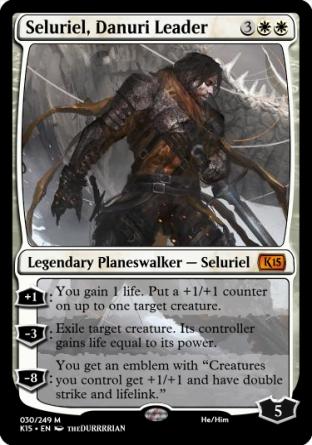 Seluriel, Danuri Leader 3
Legendary Planeswalker — Seluriel K15
+1: You gain 1 life. Put a +1/+1 counter
on up to one target creature.
-3: Exile target creature. Its controller
gains life equal to its power.
-8: You get an emblem with “Creatures
you control get +1/+1 and have double
strike and lifelink.”
5
030/249 M He/Him
K15 • EN THEDURRRRIAN